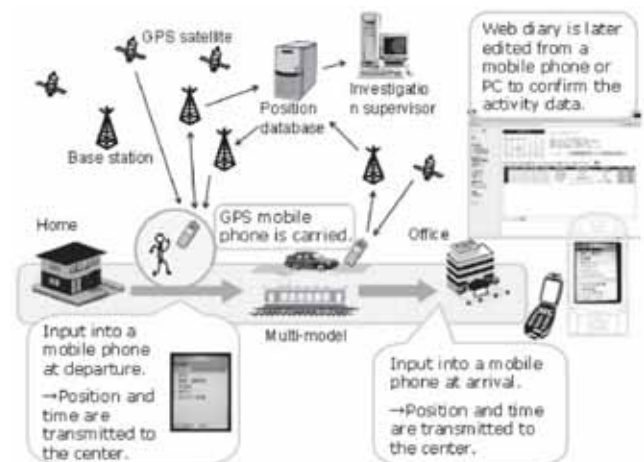 GPS satellite
Web diary is later
edited from a
mobile phone or
PC to confirm the
activity data.
Position
database
Investigatio
n supervisor
Base station
Home
GPS mobile
phone is carried.
Office
Multi-model
Input into a
mobile phone
at departure.
→Position and
time are
transmitted to
the center.
Input into a mobile
phone at arrival.
→Position and time
are transmitted to
the center.